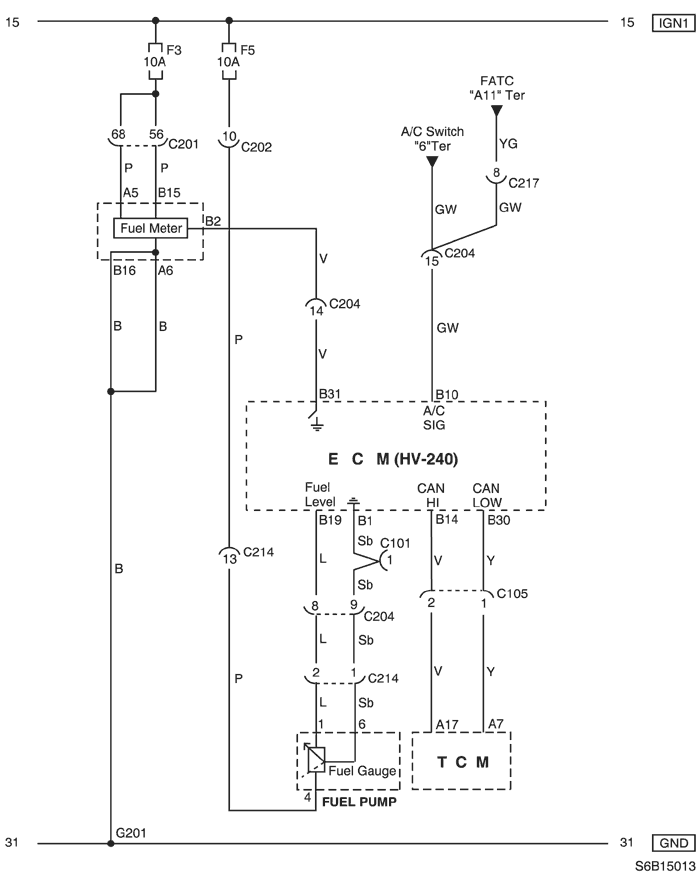 15
15 IGN1
F3
10A
F5
10A
FATC
"A11" Ter
A/C Switch
"6"Ter
68 56 C201
10
C202
YG
8
C217
P P
A5 B15
GW GW
Fuel Meter
B2
B16 A6
V
15 C204
C204
14
B B
P
GW
V
B31
B10
A/C
SIG
E C M (HV-240)
Fuel
Level
CAN
HI
CAN
LOW
B19 B1
B14 B30
Sb
C101
1
C214
13
B
L
V Y
Sb
8 9
C204
2 1
C105
L Sb
P
V Y
2 1
C214
L Sb
1 6
A17 A7
Fuel Gauge
T C M
4
FUEL PUMP
G201
31
31 GND
S6B15013